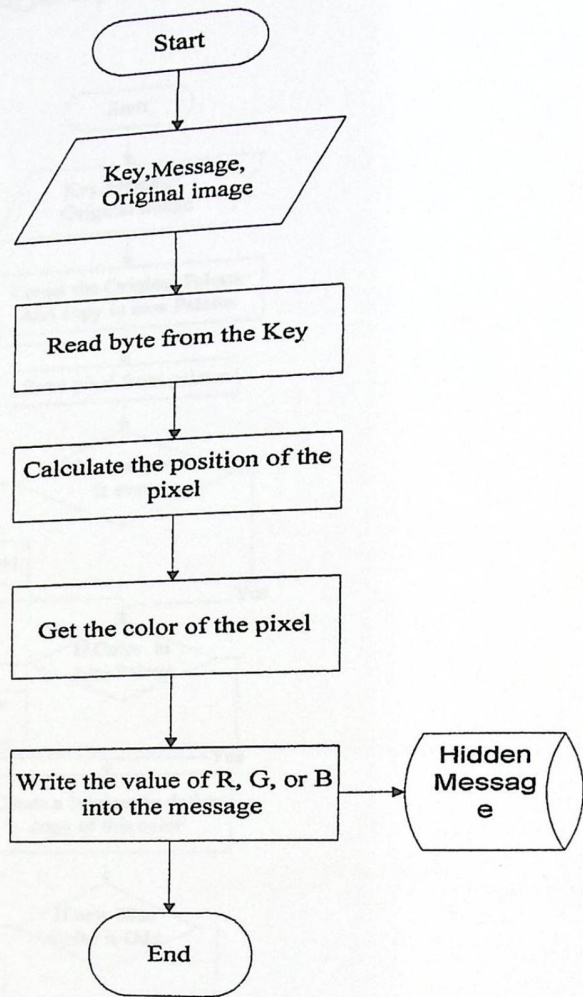 Start
Key,Message,
Original image
Read byte from the Key
Calculate the position of the
pixel
Get the color of the pixel
Write the value of R, G, or B
into the message
Hidden
Messag
e
End